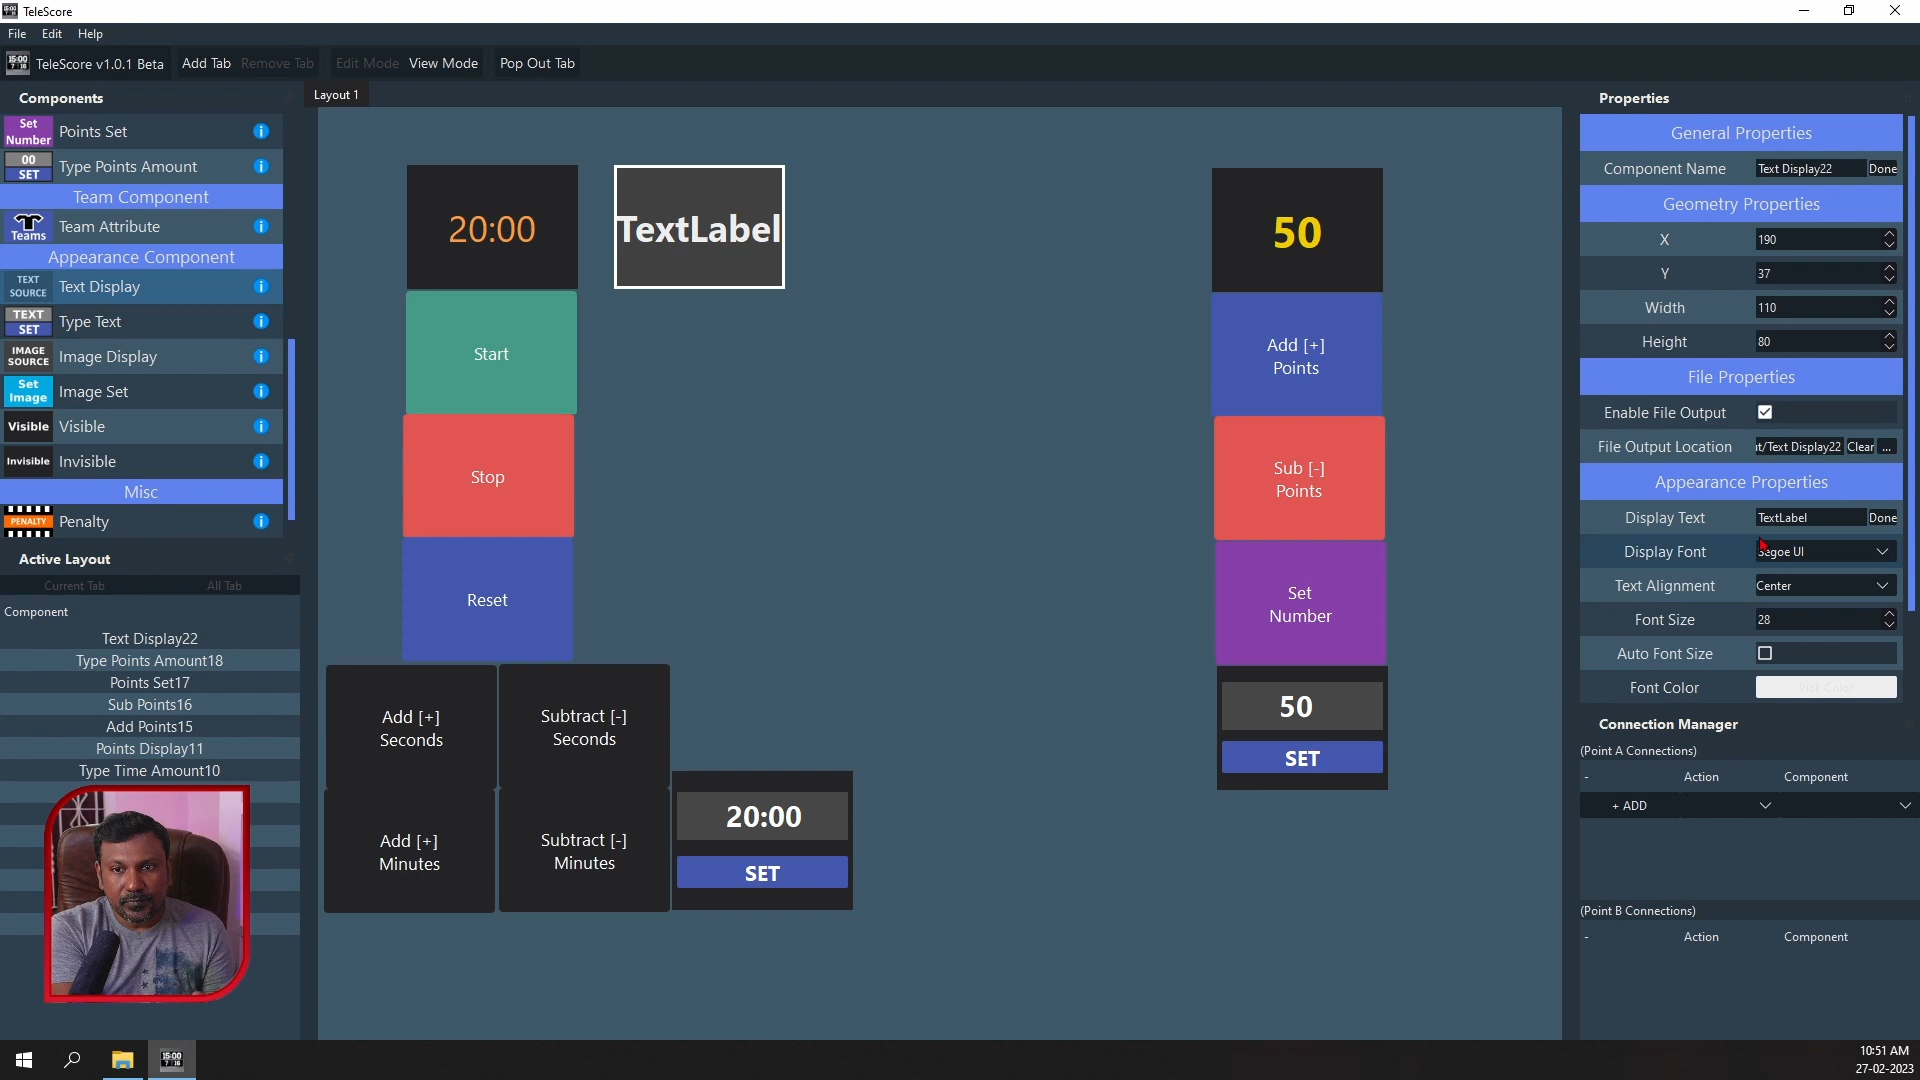 TeleScore
File Edit Help
TeleScore v1.0.1 Beta Add Tab Remove Tab Edit Mode View Mode Pop Out Tab
Components
Set Number Points Set
00 SET Type Points Amount
Team Component
Teams Team Attribute
Appearance Component
TEXT SOURCE Text Display
TEXT SET Type Text
IMAGE SOURCE Image Display
Set Image Image Set
Visible Visible
Invisible Invisible
Misc
PENALTY Penalty
Active Layout
Current Tab All Tab
Component
Text Display22
Type Points Amount18
Points Set17
Sub Points16
Add Points15
Points Display11
Type Time Amount10
Layout 1
20:00
TextLabel
Start
Stop
Reset
Add [+]
Seconds
Subtract [-]
Seconds
Add [+]
Minutes
Subtract [-]
Minutes
20:00
SET
50
Add [+]
Points
Sub [-]
Points
Set
Number
50
SET
Properties
General Properties
Component Name Text Display22 Done
Geometry Properties
X 190
Y 37
Width 110
Height 80
File Properties
Enable File Output
File Output Location ut/Text Display22 Clear ...
Appearance Properties
Display Text TextLabel Done
Display Font Segoe UI
Text Alignment Center
Font Size 28
Auto Font Size
Font Color Pick Color
Connection Manager
(Point A Connections)
- Action Component
+ ADD
(Point B Connections)
- Action Component
15:00
10:51 AM
27-02-2023